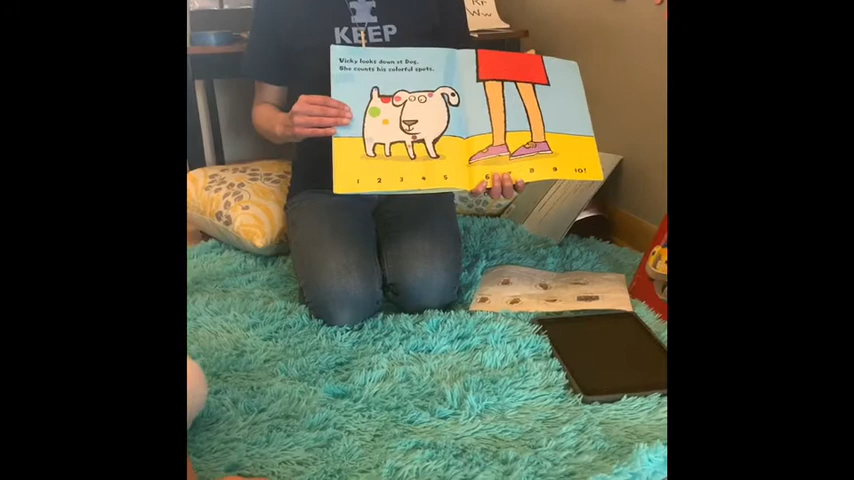 KEEP
Vicky looks down at Dog.
She counts his colorful spots.
1 2 3 4 5 6 8 9 10!